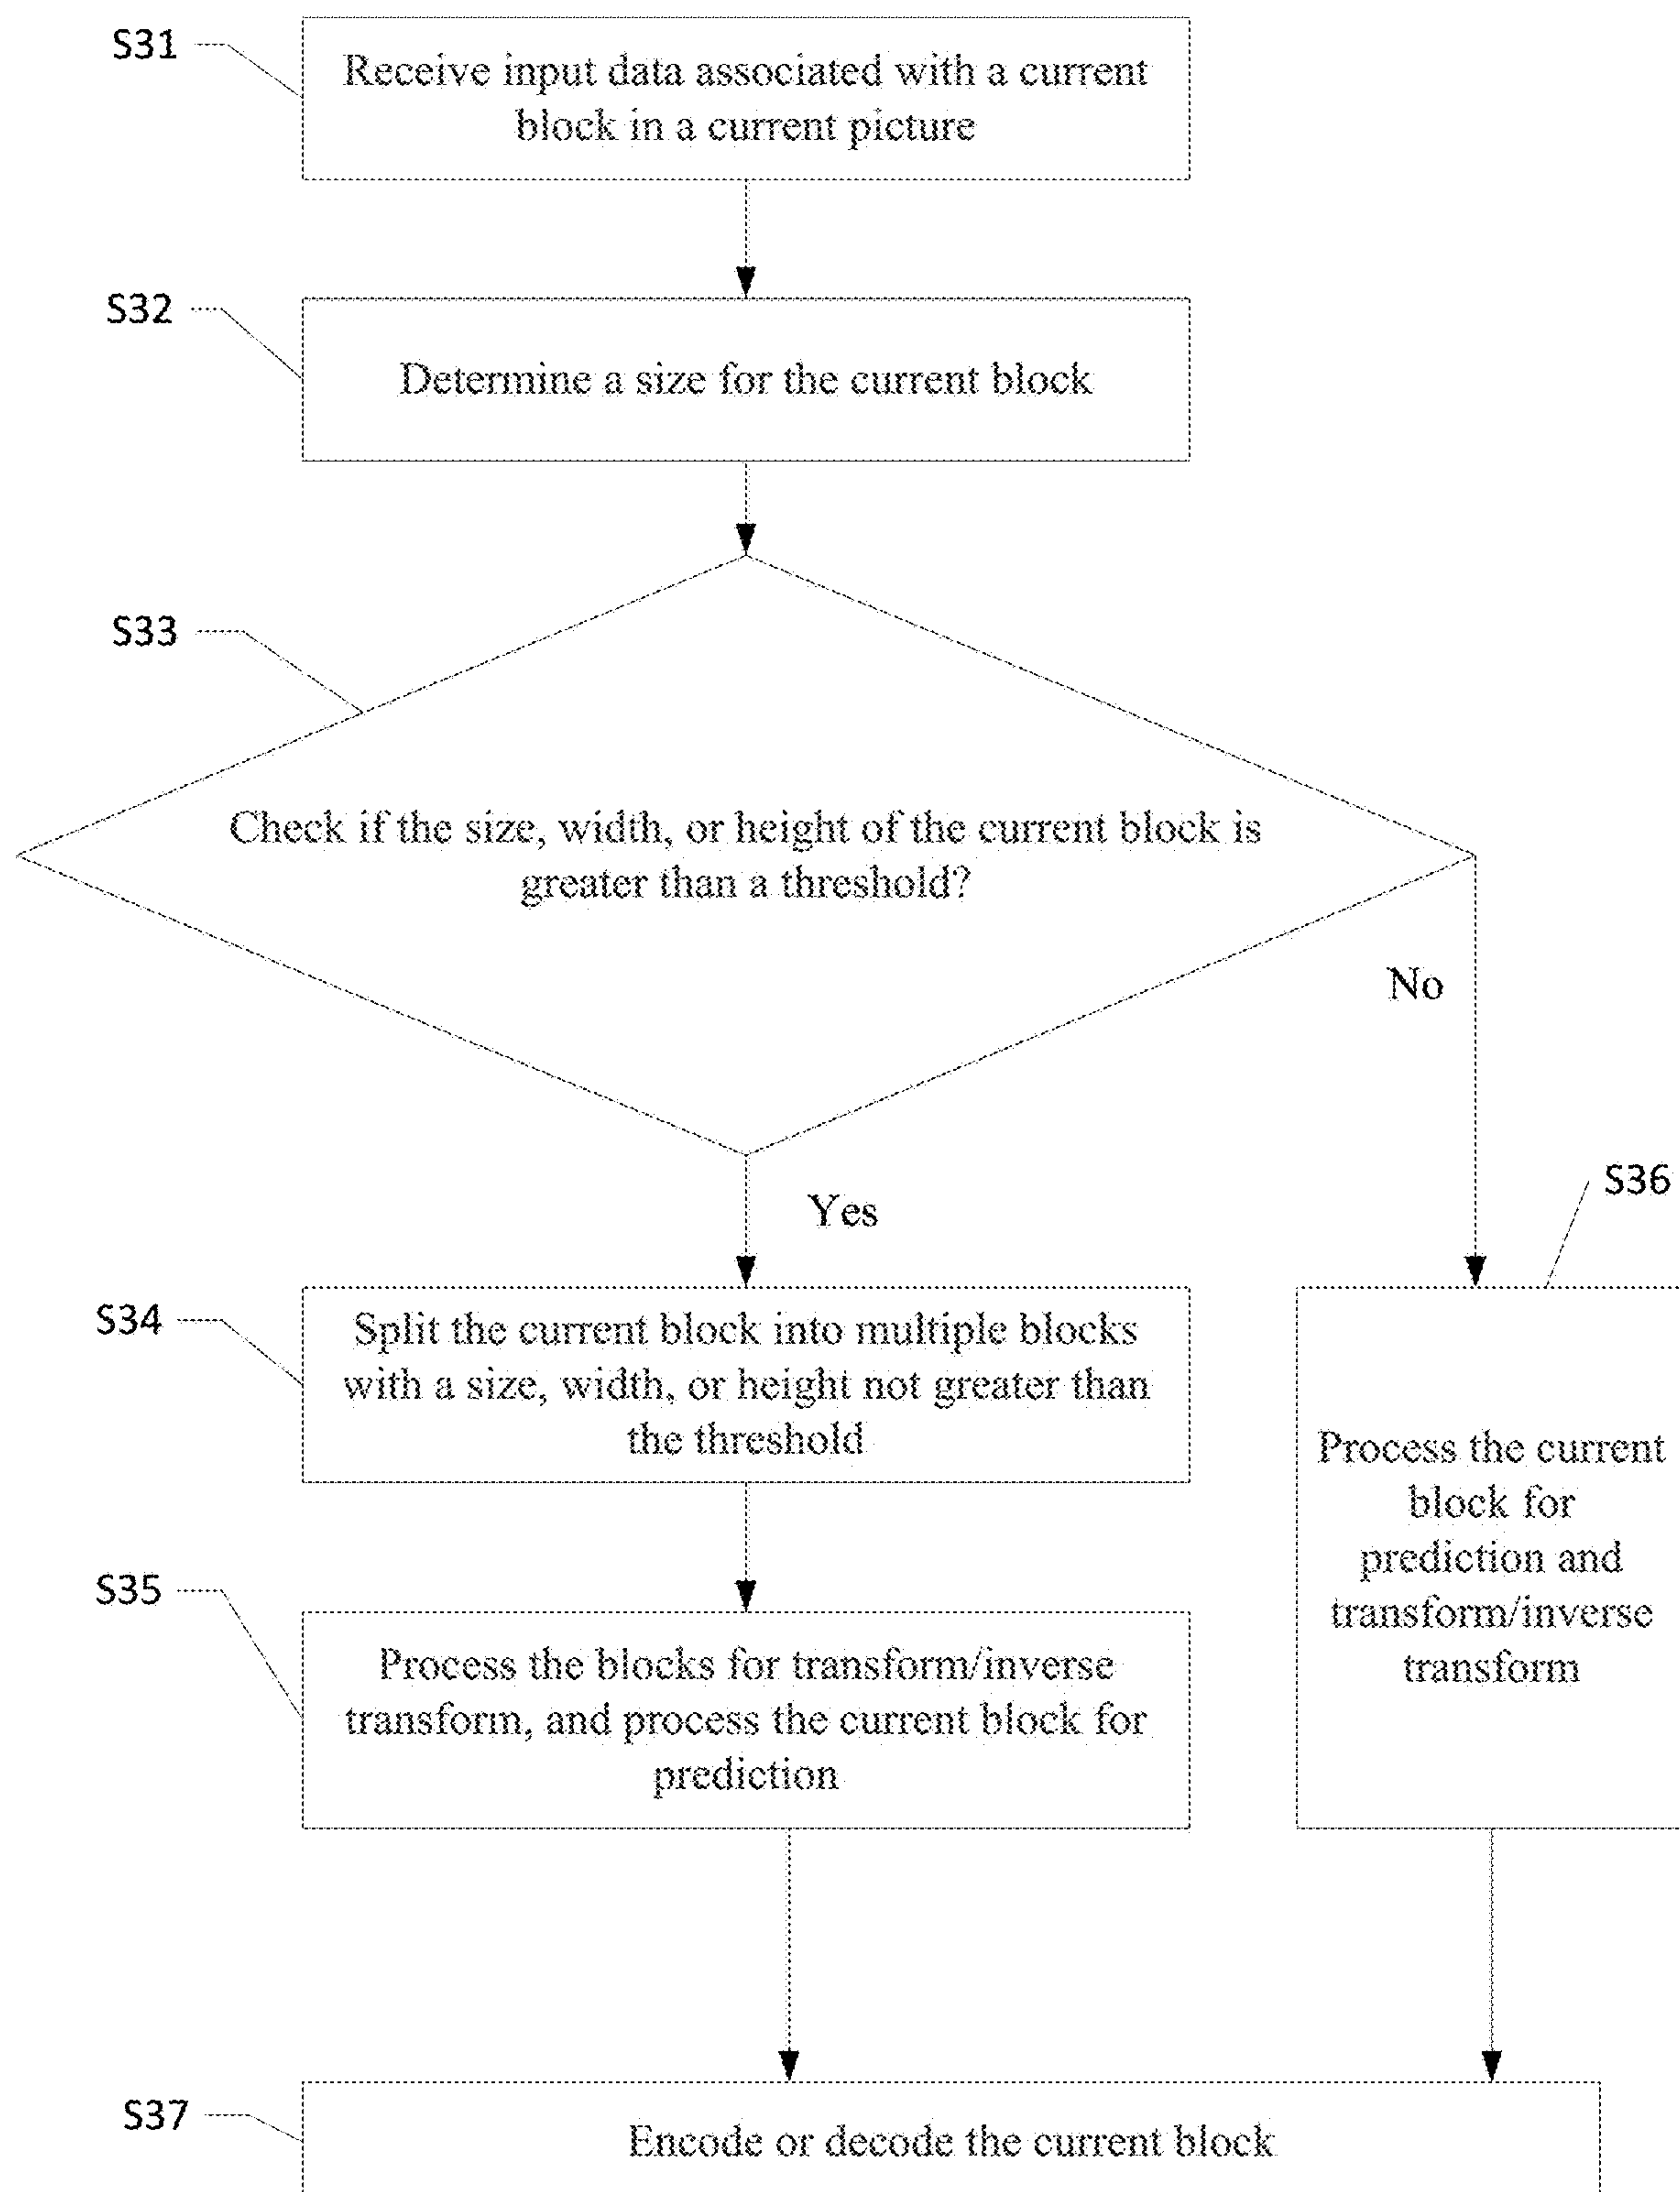 S31
Receive input data associated with a current
block in a current picture
S32
Determine a size for the current block
S33
Check if the size, width, or height of the current block is
greater than a threshold?
No
Yes
S36
S34
Split the current block into multiple blocks
with a size, width, or height not greater than
the threshold
Process the current
block for
prediction and
transform/inverse
transform
S35
Process the blocks for transform/inverse
transform, and process the current block for
prediction
S37
Encode or decode the current block